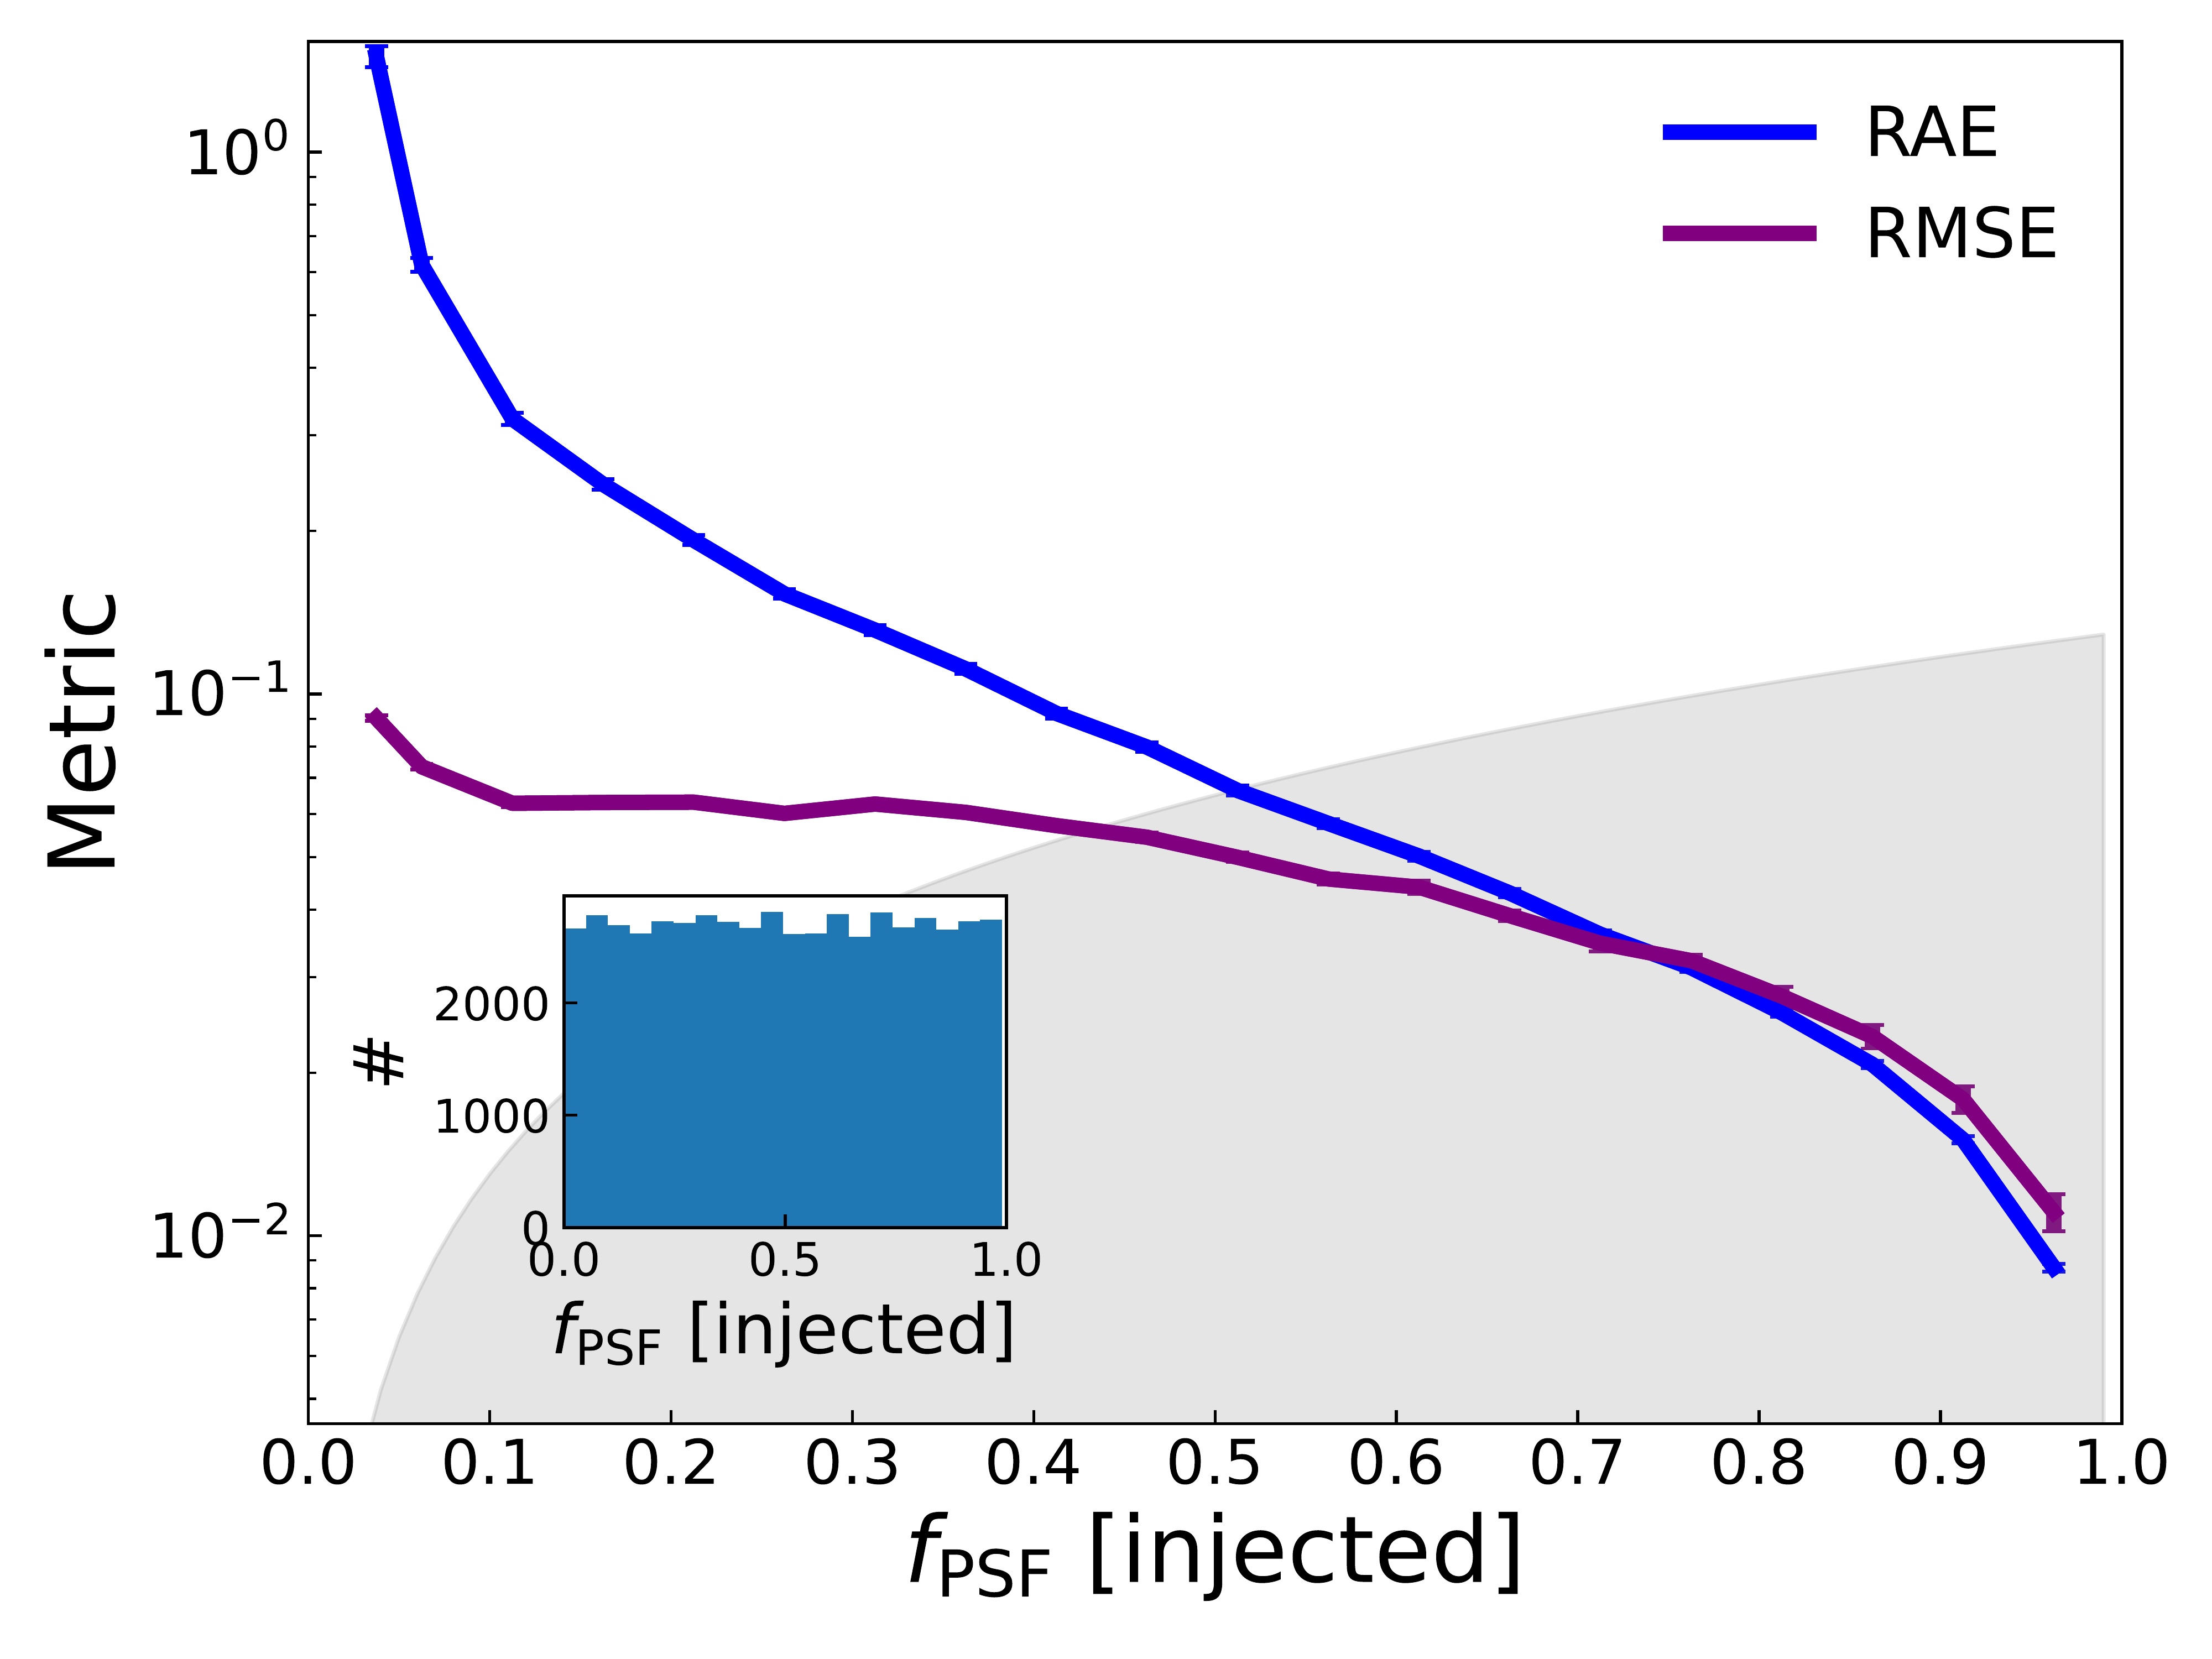 RAE
RMSE
Metric
10⁰
10⁻¹
10⁻²
#
2000
1000
0
0.0 0.5 1.0
f_PSF [injected]
0.0 0.1 0.2 0.3 0.4 0.5 0.6 0.7 0.8 0.9 1.0
f_PSF [injected]